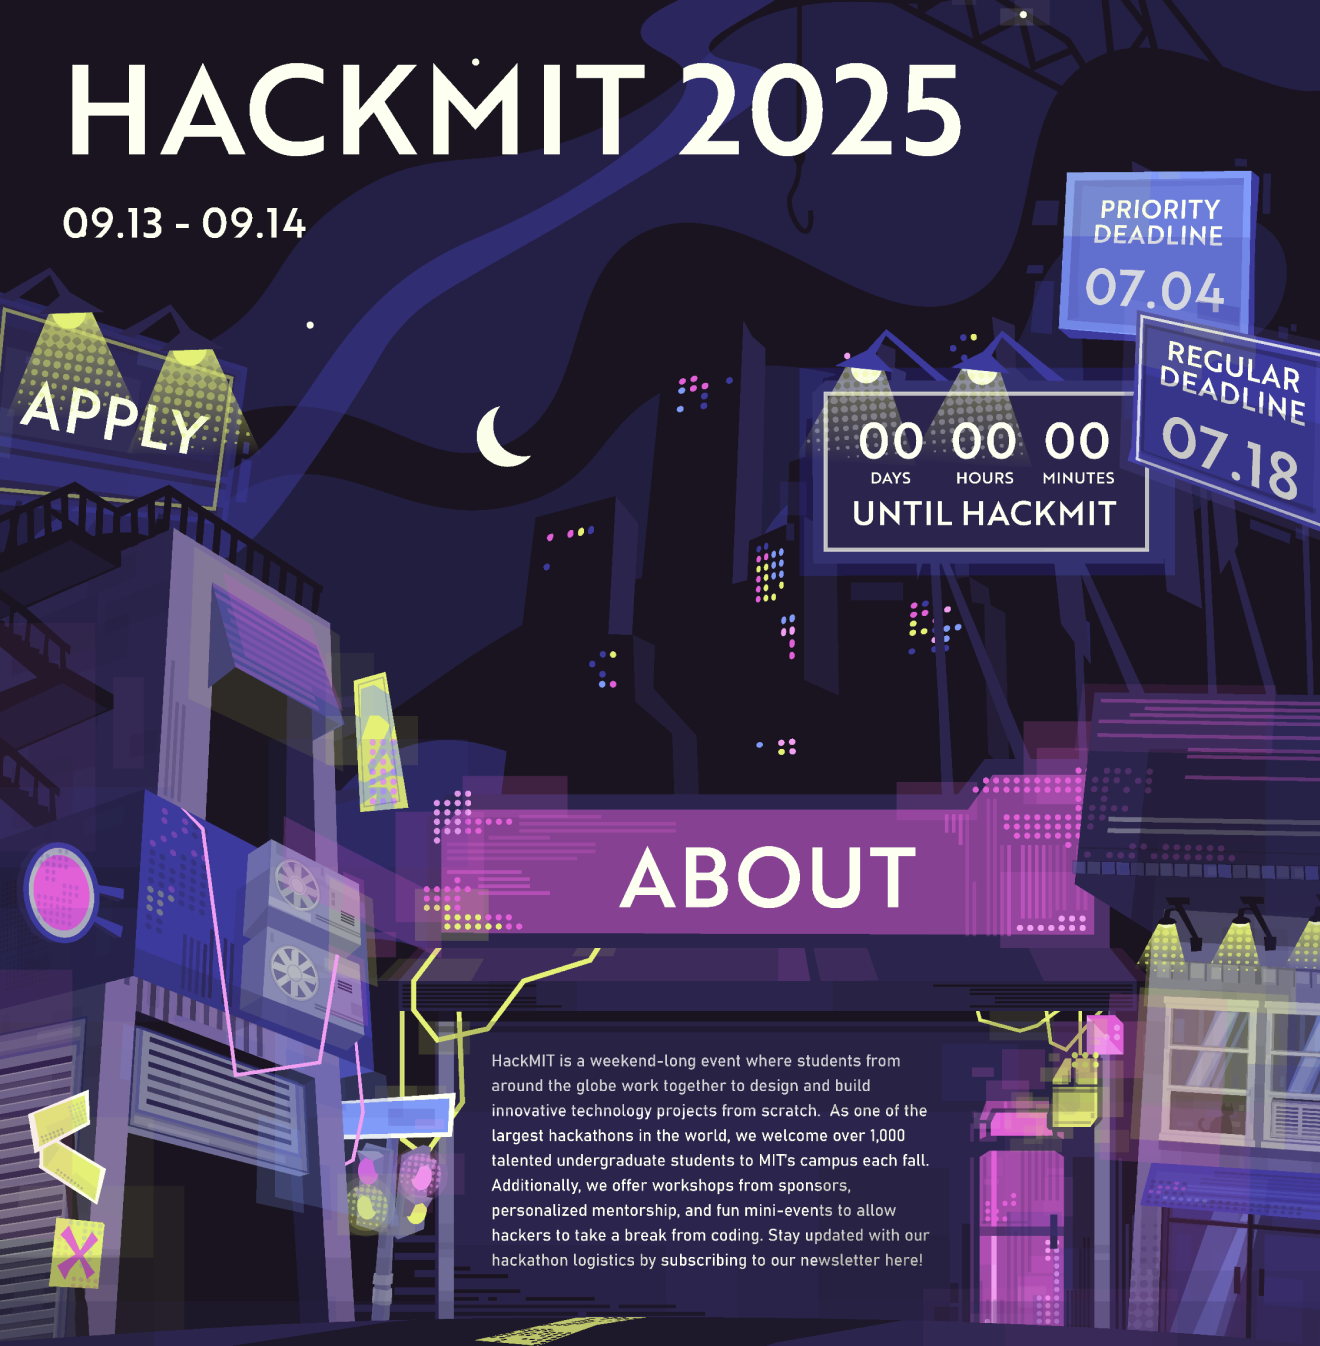 HACKMIT 2025
09.13 - 09.14
PRIORITY
DEADLINE
07.04
REGULAR
DEADLINE
07.18
APPLY
00 00 00
DAYS HOURS MINUTES
UNTIL HACKMIT
ABOUT
HackMIT is a weekend-long event where students from
around the globe work together to design and build
innovative technology projects from scratch.  As one of the
largest hackathons in the world, we welcome over 1,000
talented undergraduate students to MIT's campus each fall.
Additionally, we offer workshops from sponsors,
personalized mentorship, and fun mini-events to allow
hackers to take a break from coding. Stay updated with our
hackathon logistics by subscribing to our newsletter here!